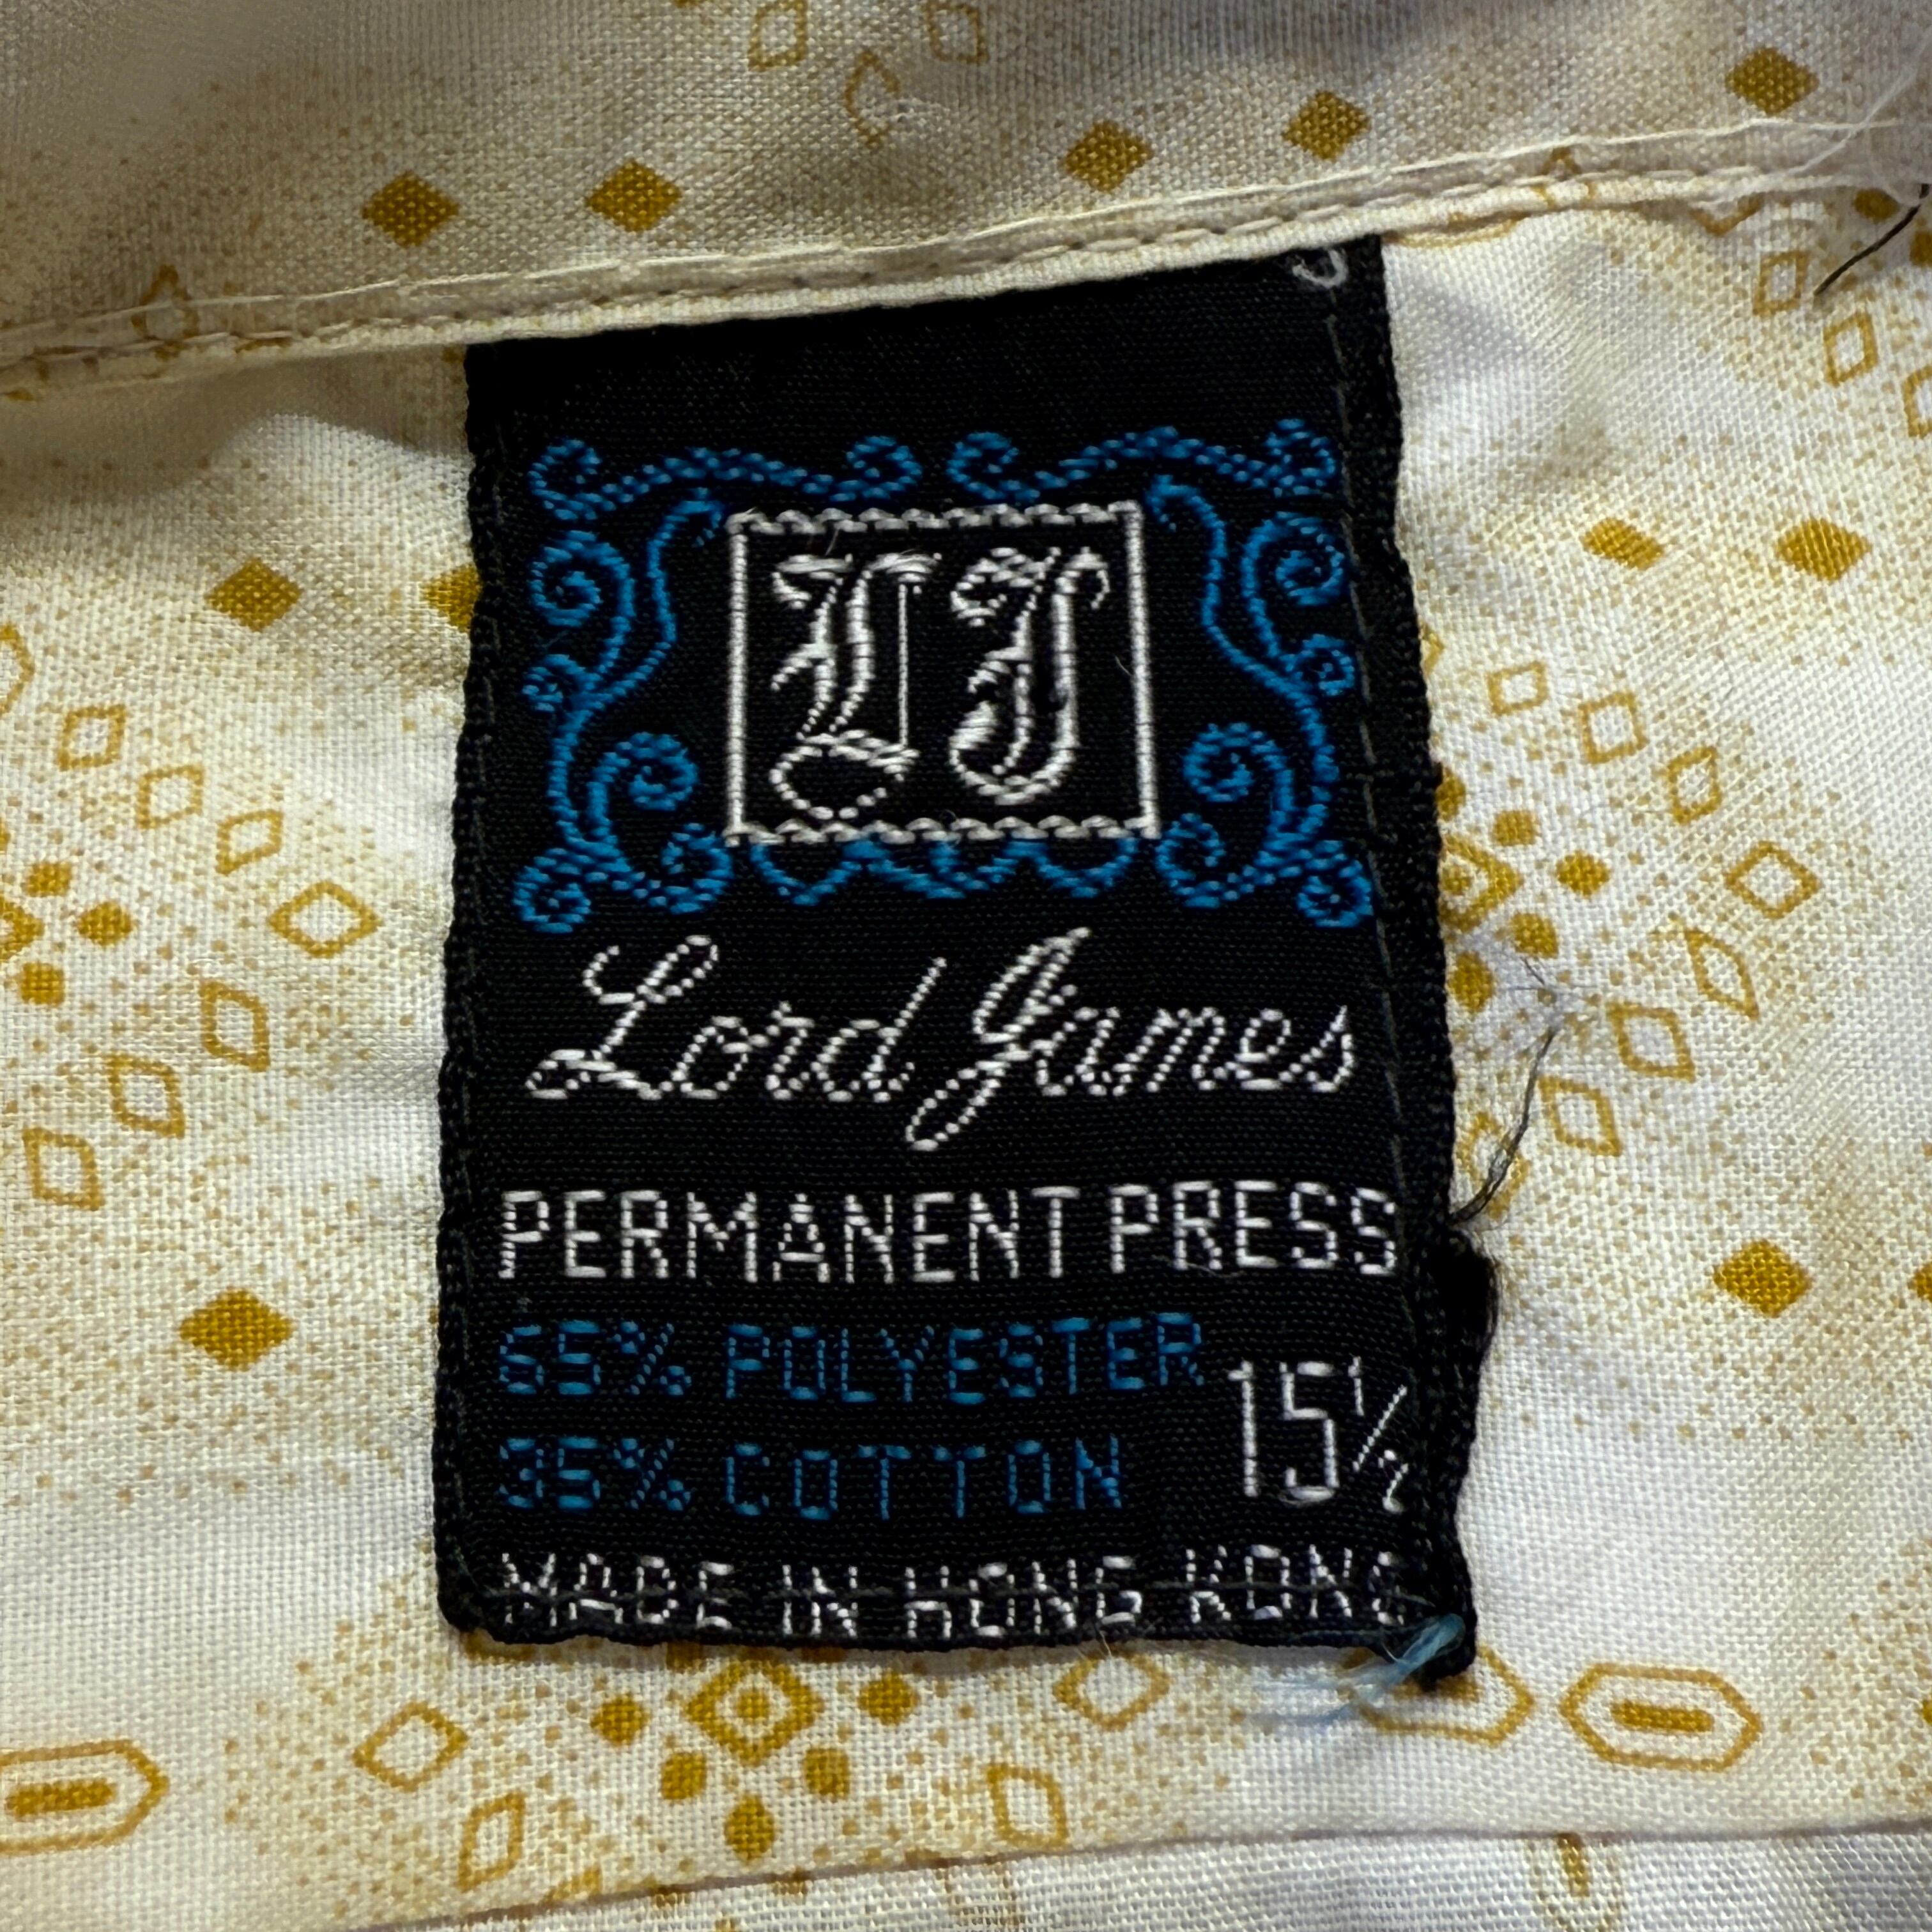 LJ
Lord James
PERMANENT PRESS
65% POLYESTER
35% COTTON
15½
MADE IN HONG KONG